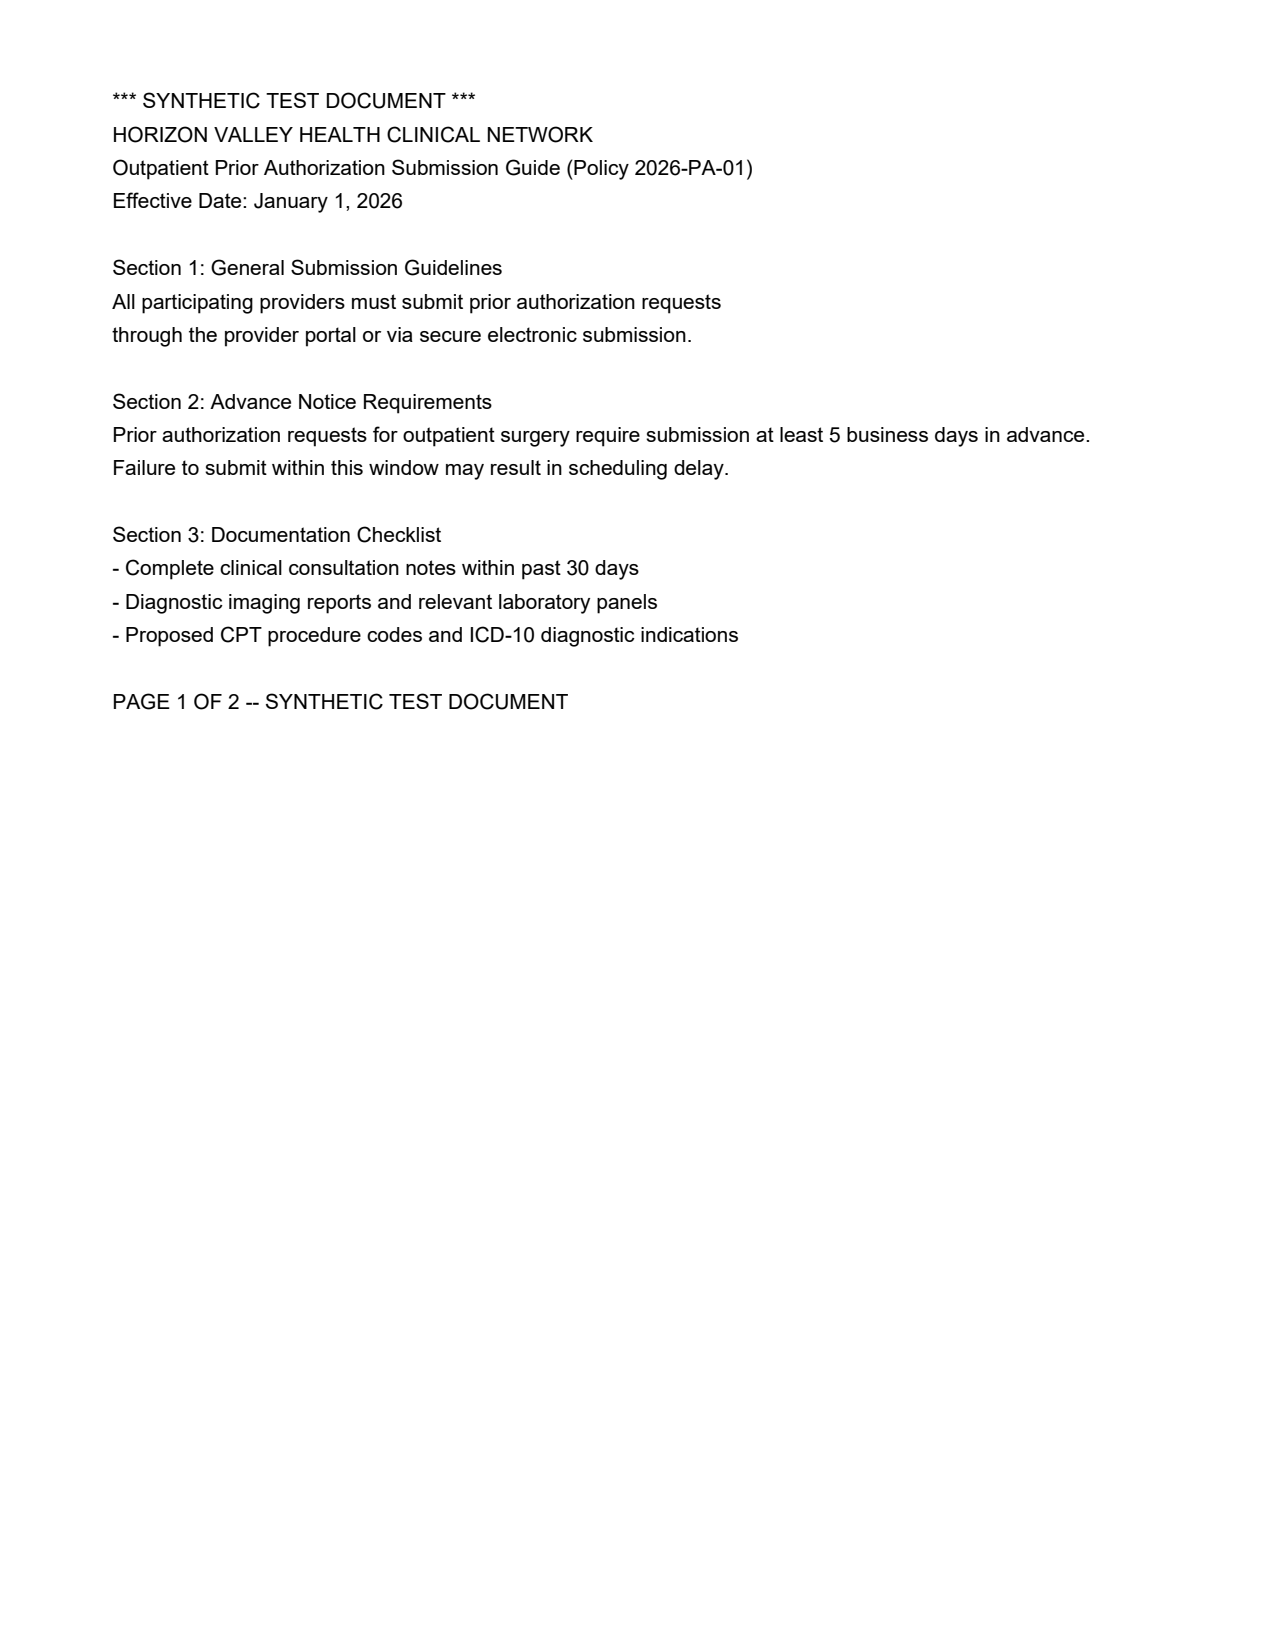 *** SYNTHETIC TEST DOCUMENT ***
HORIZON VALLEY HEALTH CLINICAL NETWORK
Outpatient Prior Authorization Submission Guide (Policy 2026-PA-01)
Effective Date: January 1, 2026
Section 1: General Submission Guidelines
All participating providers must submit prior authorization requests
through the provider portal or via secure electronic submission.
Section 2: Advance Notice Requirements
Prior authorization requests for outpatient surgery require submission at least 5 business days in advance.
Failure to submit within this window may result in scheduling delay.
Section 3: Documentation Checklist
- Complete clinical consultation notes within past 30 days
- Diagnostic imaging reports and relevant laboratory panels
- Proposed CPT procedure codes and ICD-10 diagnostic indications
PAGE 1 OF 2 -- SYNTHETIC TEST DOCUMENT